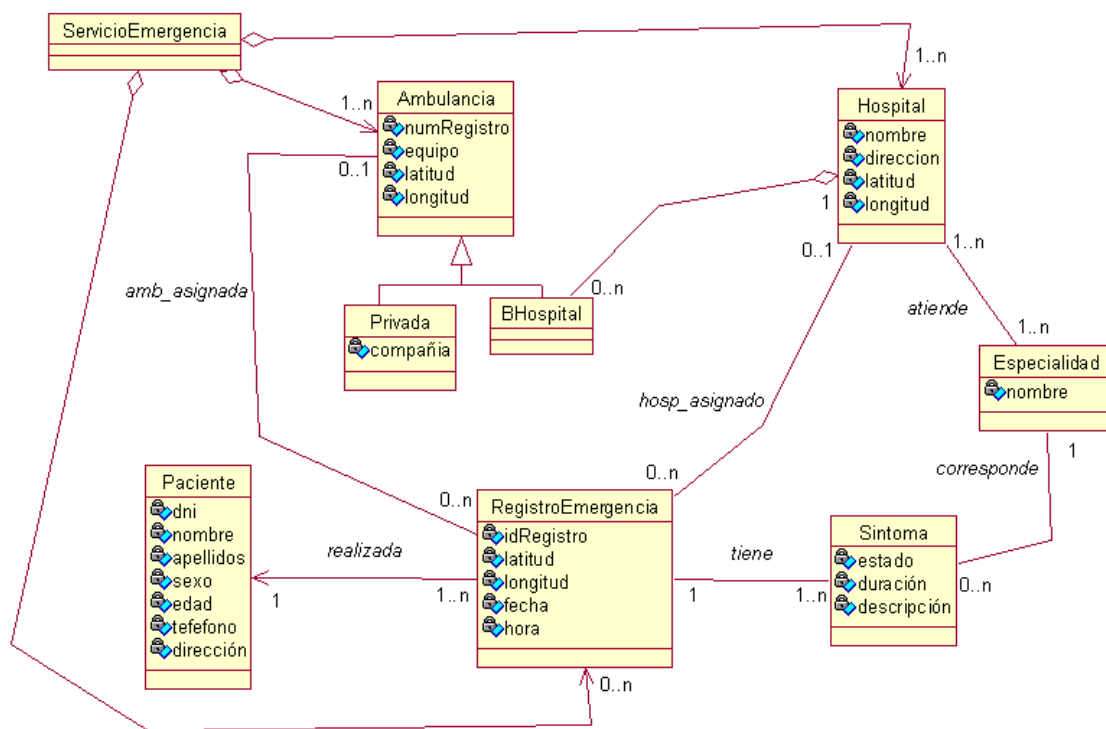 ServicioEmergencia
1..n
1..n
Ambulancia
numRegistro
equipo
latitud
longitud
0..1
Hospital
nombre
direccion
latitud
longitud
1
0..1
1..n
amb_asignada
0..n
Privada
compañia
BHospital
atiende
1..n
Especialidad
nombre
hosp_asignado
1
corresponde
Paciente
dni
nombre
apellidos
sexo
edad
tefefono
dirección
0..n
0..n
RegistroEmergencia
idRegistro
latitud
longitud
fecha
hora
realizada
1
1..n
tiene
1
1..n
Sintoma
estado
duración
descripción
0..n
0..n